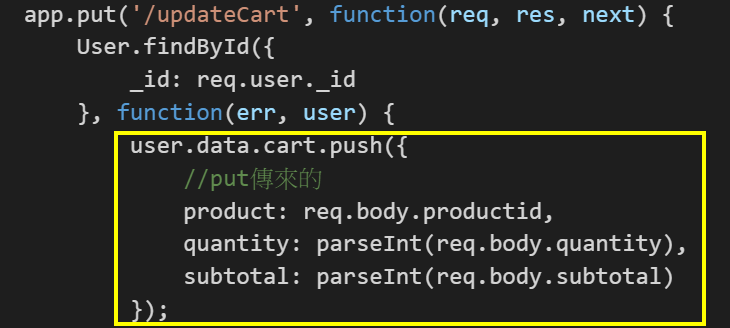 app.put('/updateCart', function(req, res, next) {
User.findById({
_id: req.user._id
}, function(err, user) {
user.data.cart.push({
//put傳來的
product: req.body.productid,
quantity: parseInt(req.body.quantity),
subtotal: parseInt(req.body.subtotal)
});